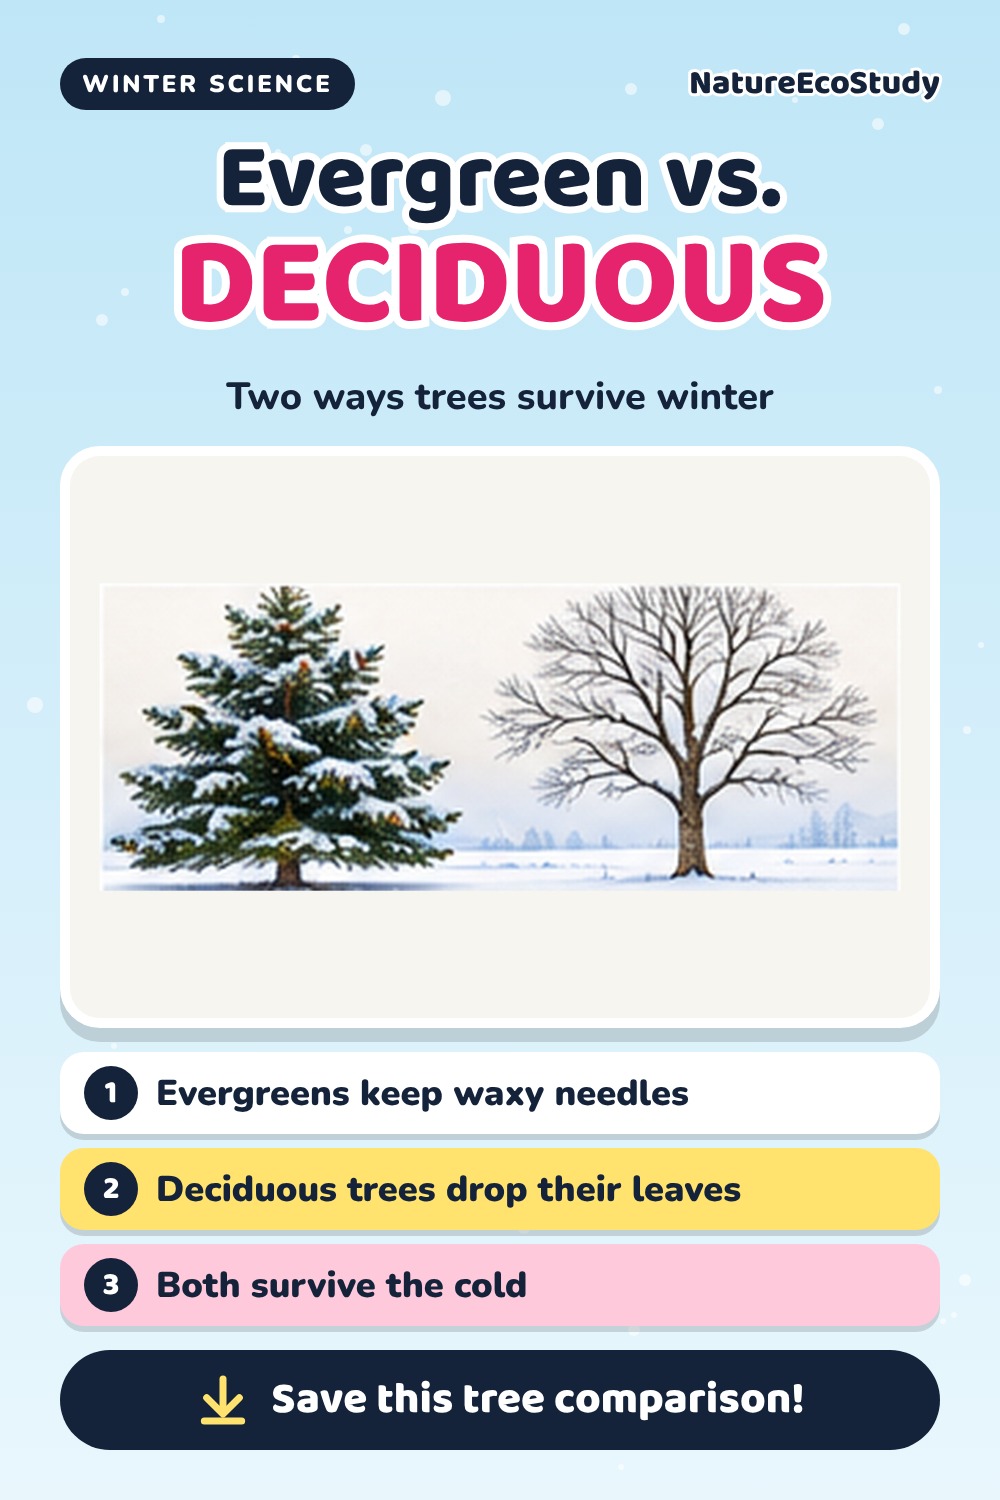 WINTER SCIENCE
NatureEcoStudy
Evergreen vs.
DECIDUOUS
Two ways trees survive winter
1 Evergreens keep waxy needles
2 Deciduous trees drop their leaves
3 Both survive the cold
Save this tree comparison!